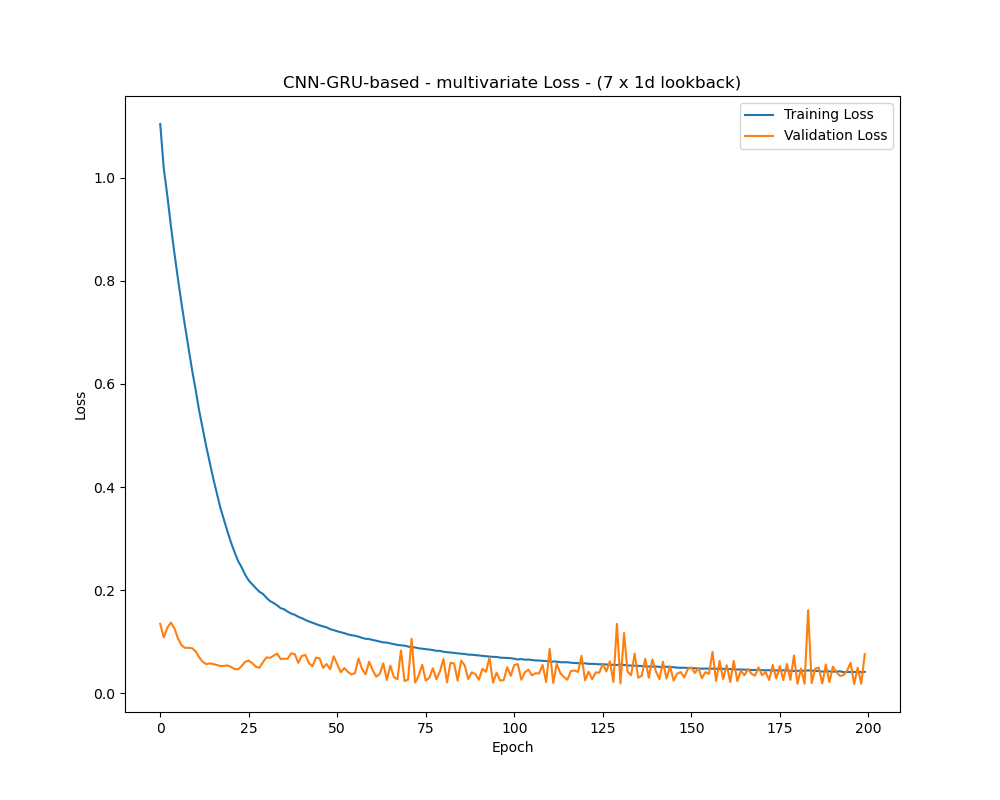 CNN-GRU-based - multivariate Loss - (7 x 1d lookback)
Training Loss
Validation Loss
1.0
0.8
0.6
0.4
0.2
0.0
Loss
0 25 50 75 100 125 150 175 200
Epoch